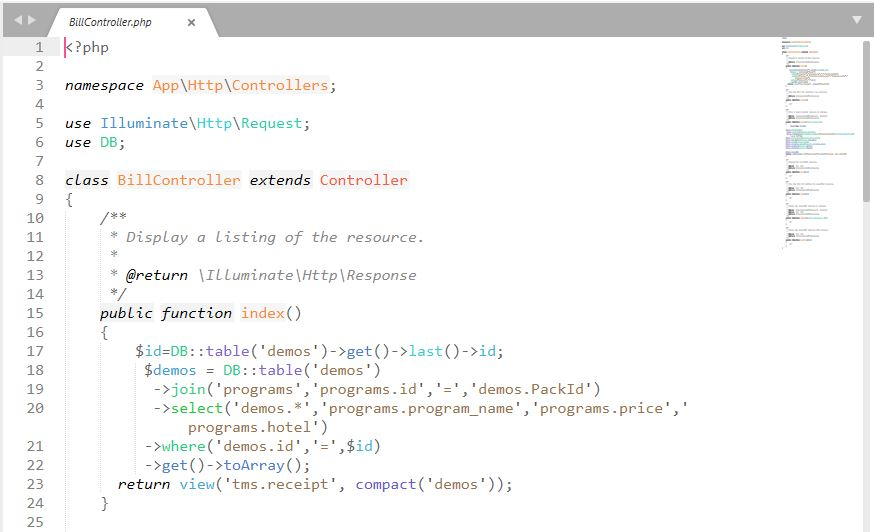 BillController.php ×
1 <?php
2
3 namespace App\Http\Controllers;
4
5 use Illuminate\Http\Request;
6 use DB;
7
8 class BillController extends Controller
9 {
10 /**
11 * Display a listing of the resource.
12 *
13 * @return \Illuminate\Http\Response
14 */
15 public function index()
16 {
17 $id=DB::table('demos')->get()->last()->id;
18 $demos = DB::table('demos')
19 ->join('programs','programs.id','=','demos.PackId')
20 ->select('demos.*','programs.program_name','programs.price','
programs.hotel')
21 ->where('demos.id','=',$id)
22 ->get()->toArray();
23 return view('tms.receipt', compact('demos'));
24 }
25